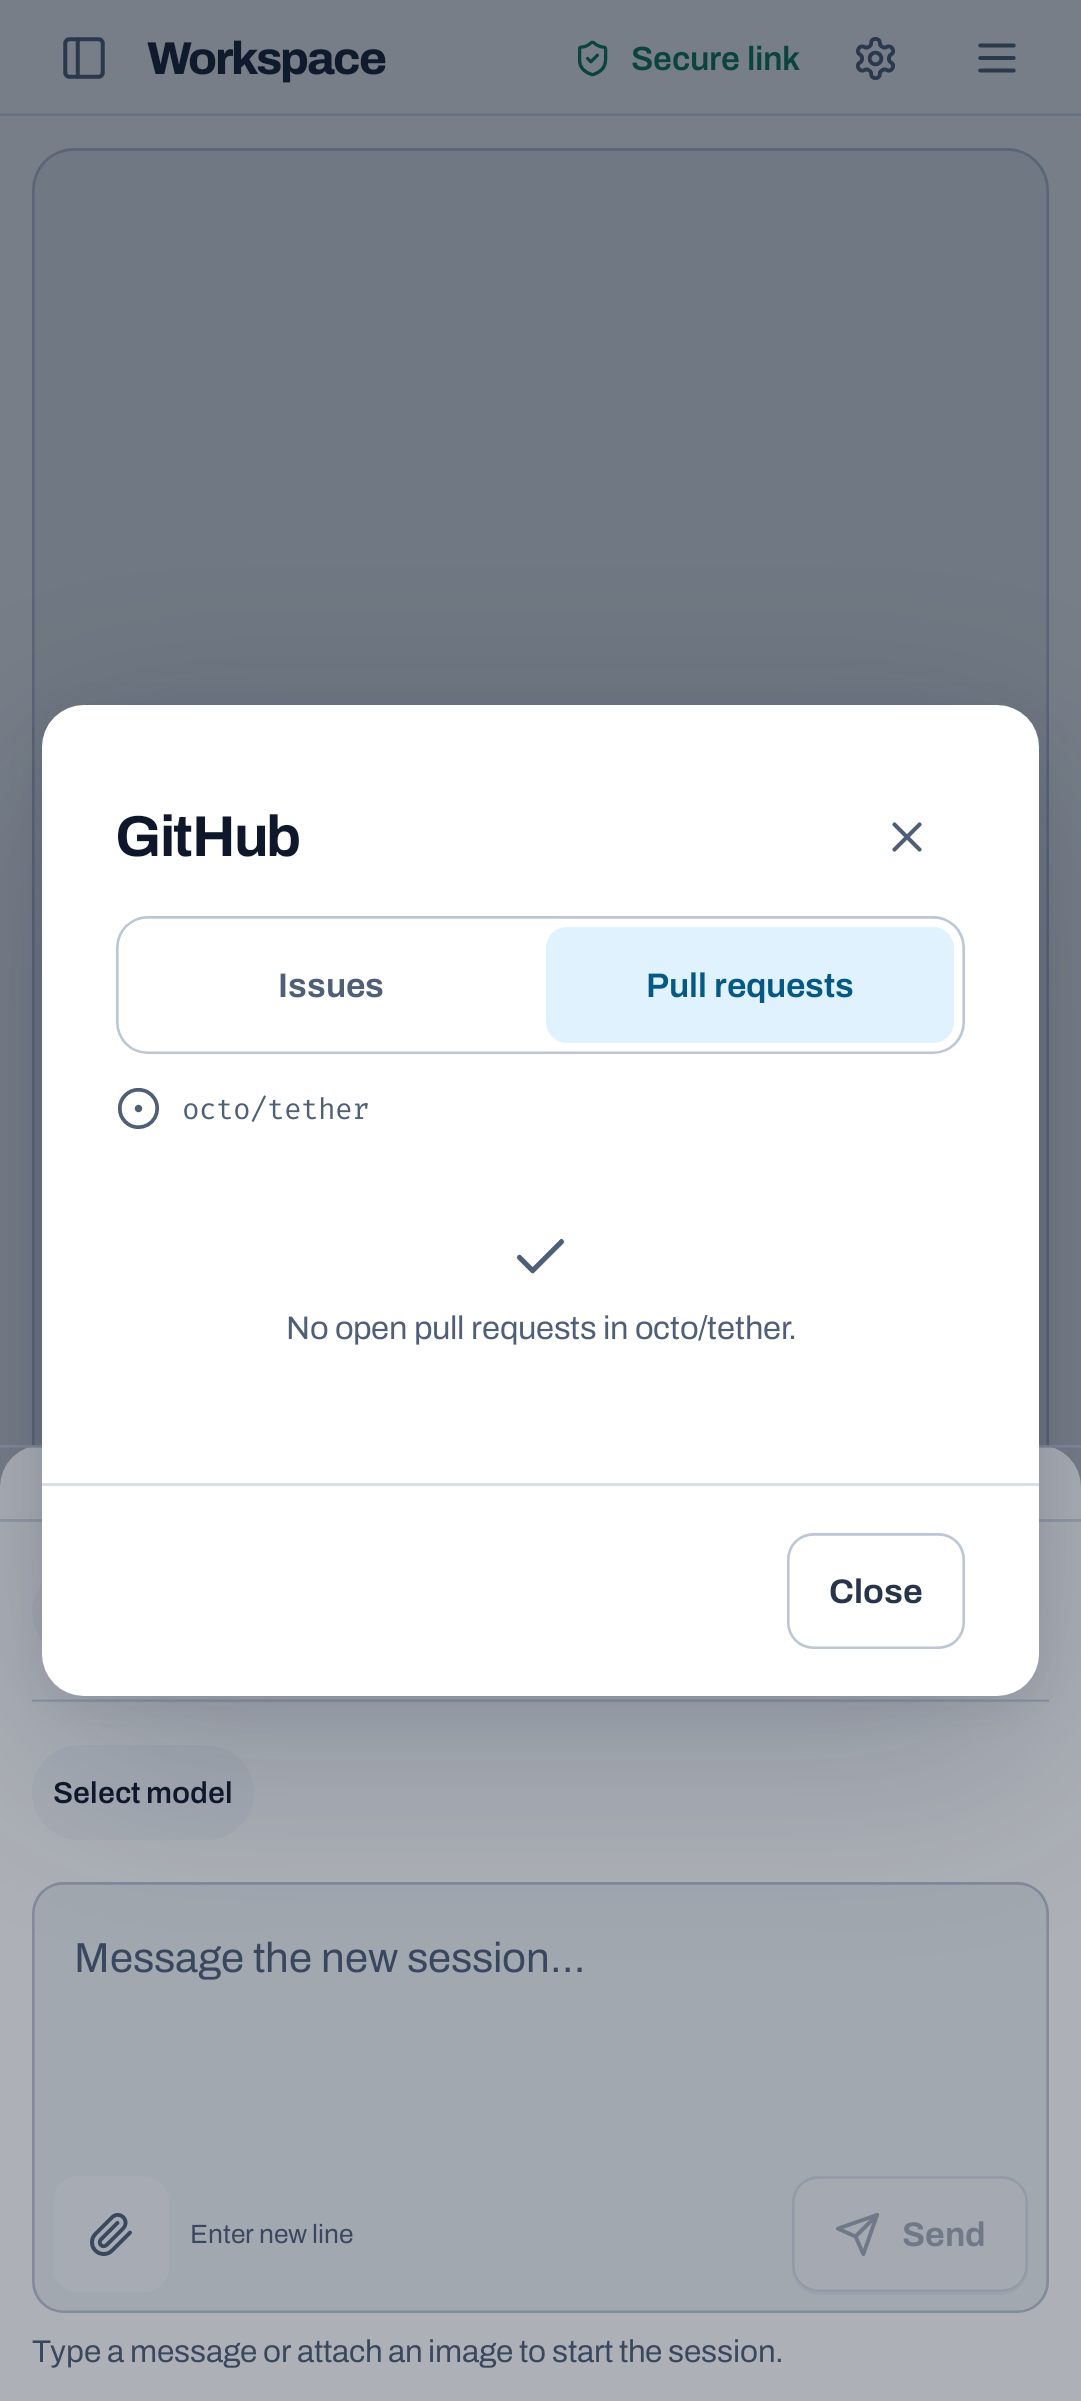 Workspace
Secure link
GitHub
Issues
Pull requests
octo/tether
No open pull requests in octo/tether.
Close
Select model
Message the new session...
Enter new line
Send
Type a message or attach an image to start the session.